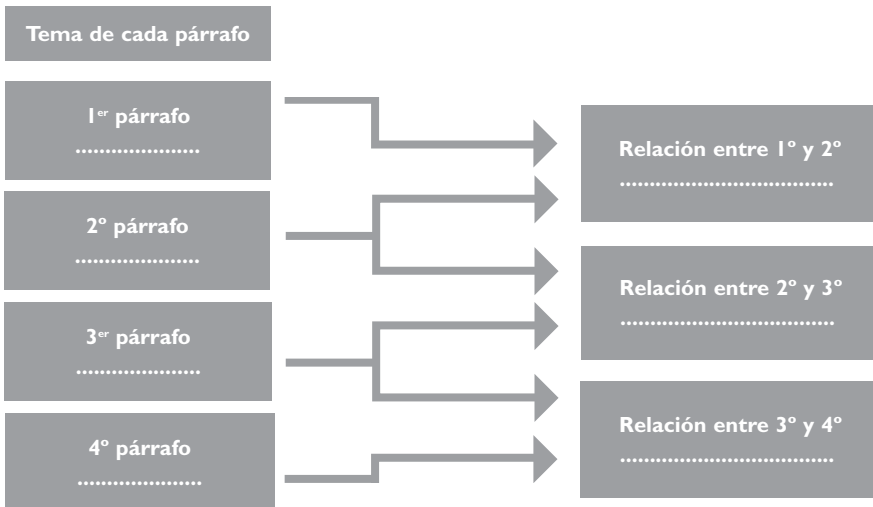 Tema de cada párrafo
1er párrafo
.....................
2º párrafo
.....................
3er párrafo
.....................
4º párrafo
.....................
Relación entre 1º y 2º
....................................
Relación entre 2º y 3º
....................................
Relación entre 3º y 4º
....................................